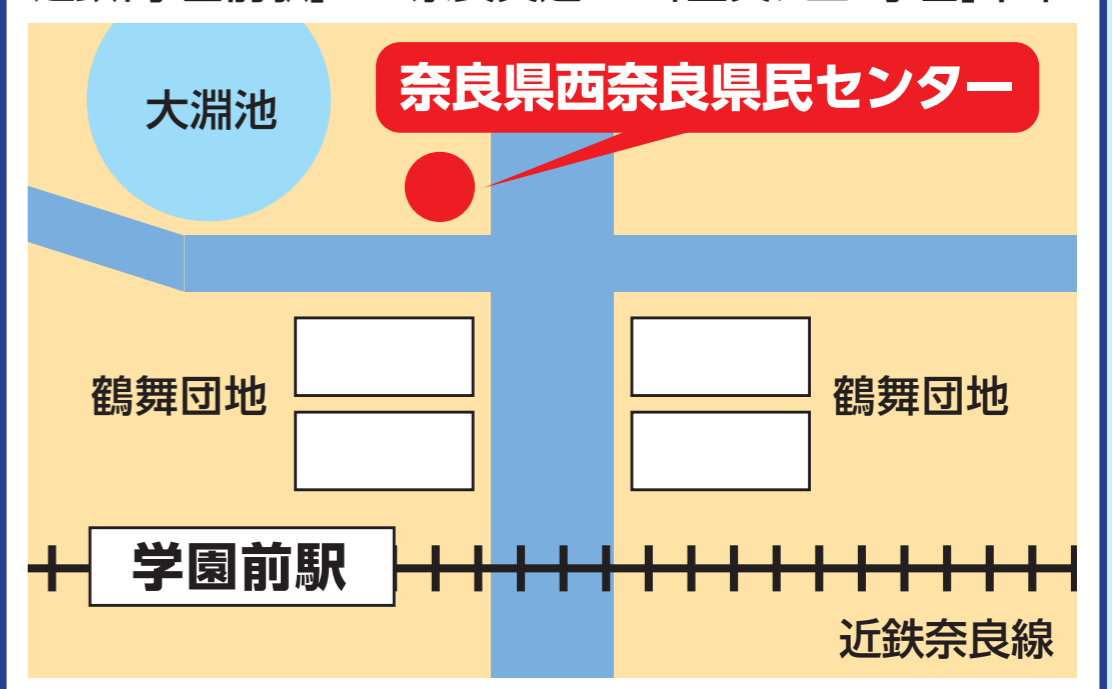 奈良県西奈良県民センター
大淵池
鶴舞団地
鶴舞団地
学園前駅
近鉄奈良線